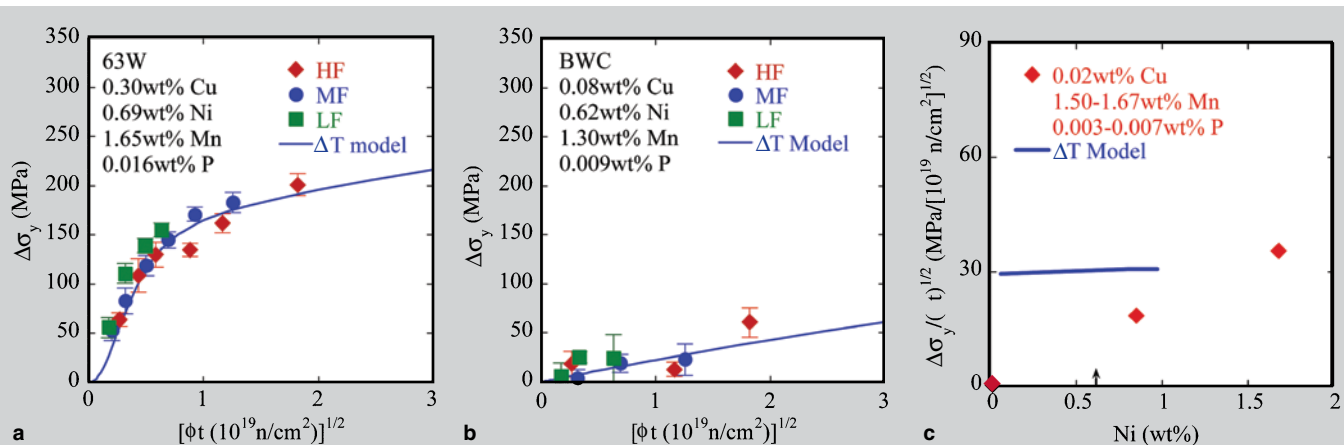 350
300
250
200
150
100
50
0
Δσy (MPa)
63W
0.30wt% Cu
0.69wt% Ni
1.65wt% Mn
0.016wt% P
HF
MF
LF
ΔT model
0 1 2 3
[ϕt (10¹⁹n/cm²)]¹/²
a
350
300
250
200
150
100
50
0
Δσy (MPa)
BWC
0.08wt% Cu
0.62wt% Ni
1.30wt% Mn
0.009wt% P
HF
MF
LF
ΔT Model
0 1 2 3
[ϕt (10¹⁹n/cm²)]¹/²
b
90
60
30
0
Δσy/( t)¹/² (MPa/[10¹⁹ n/cm²]¹/²
0.02wt% Cu
1.50-1.67wt% Mn
0.003-0.007wt% P
ΔT Model
0 0.5 1 1.5 2
Ni (wt%)
c